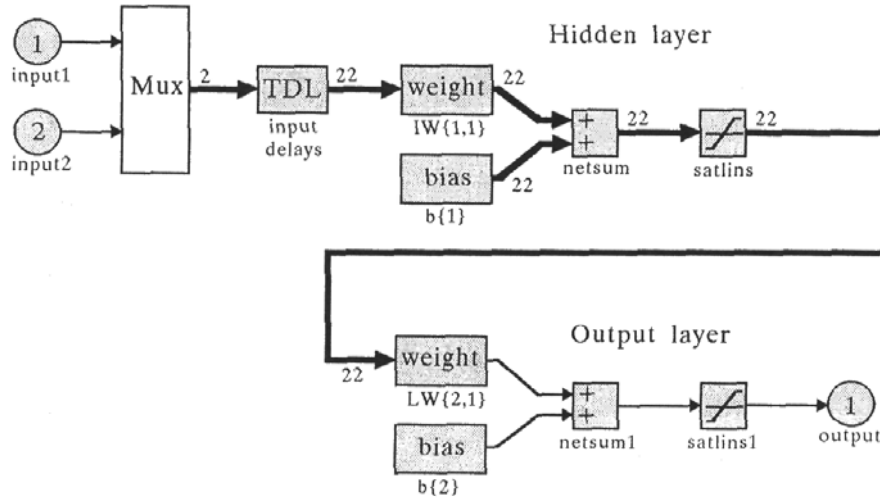 Hidden layer
1
input1
Mux
2
TDL
22
weight
22
input delays
IW{1,1}
+
+
22
22
netsum
satlins
2
input2
bias
22
b{1}
Output layer
22
weight
LW{2,1}
+
+
netsum1
satlins1
1
output
bias
b{2}